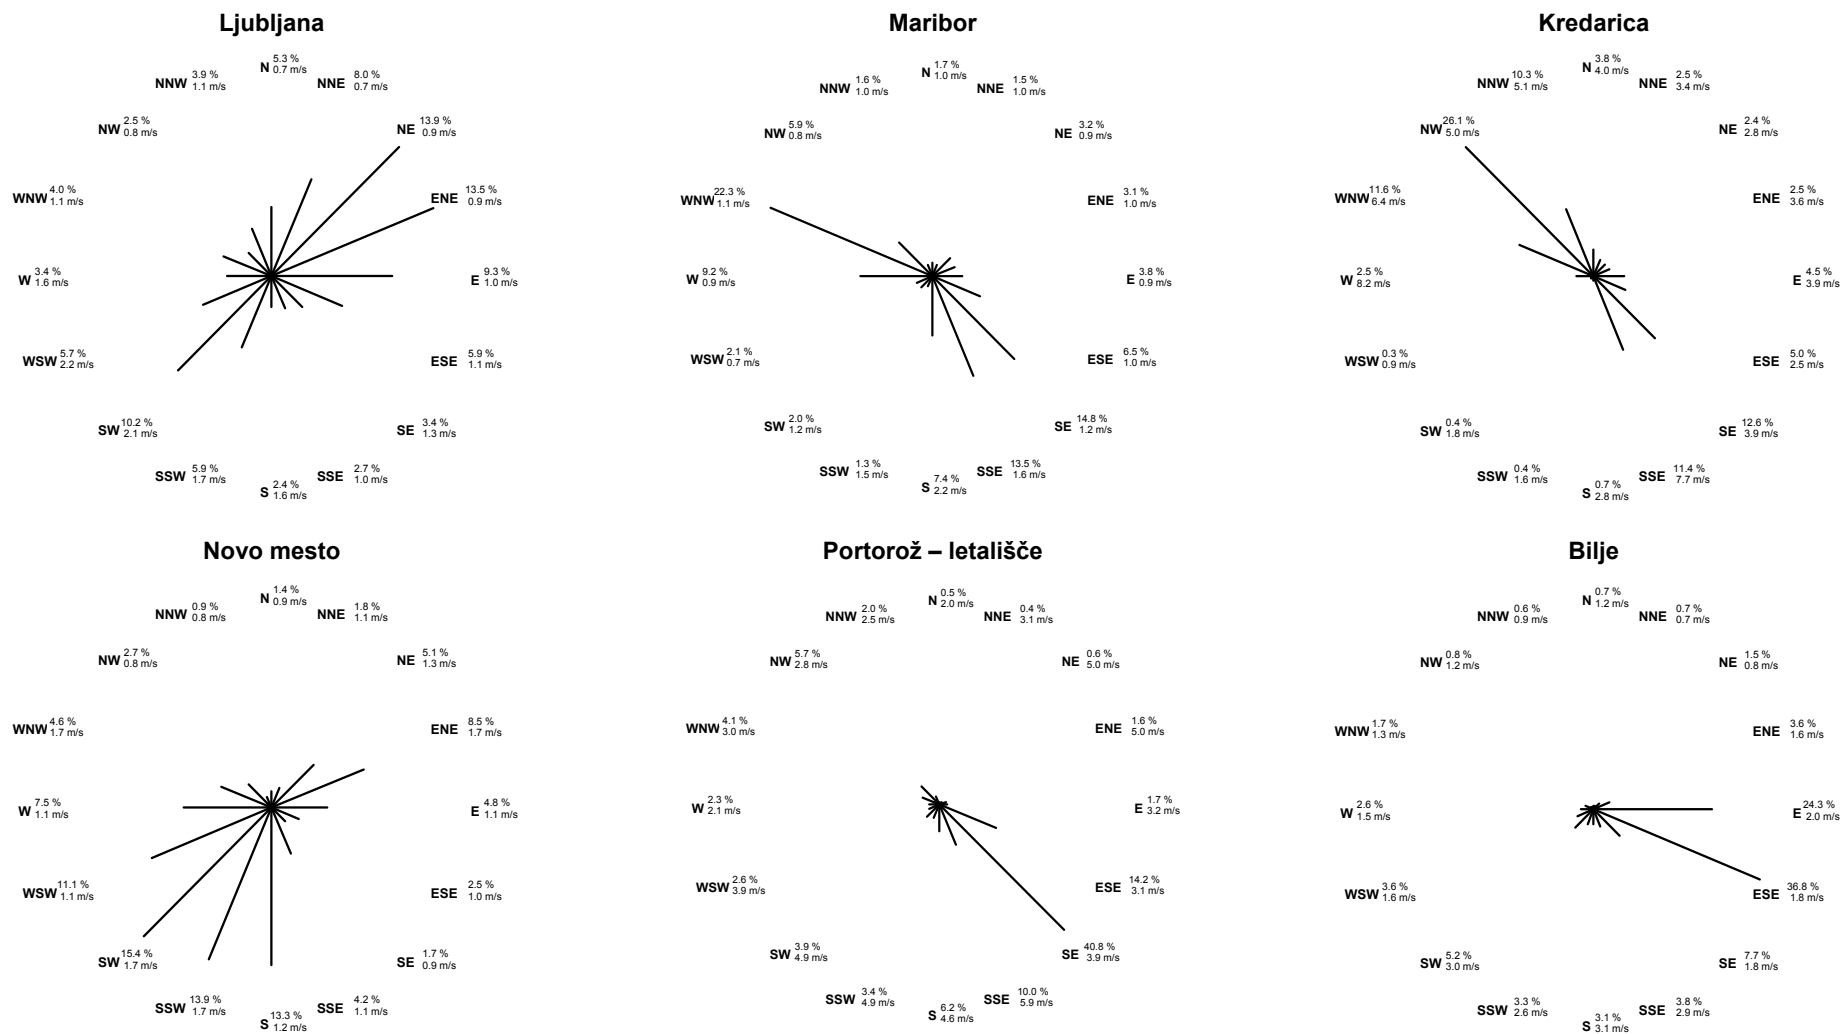 Ljubljana
N 5.3 %
0.7 m/s
NNE 8.0 %
0.7 m/s
NE 13.9 %
0.9 m/s
ENE 13.5 %
0.9 m/s
E 9.3 %
1.0 m/s
ESE 5.9 %
1.1 m/s
SE 3.4 %
1.3 m/s
SSE 2.7 %
1.0 m/s
S 2.4 %
1.6 m/s
SSW 5.9 %
1.7 m/s
SW 10.2 %
2.1 m/s
WSW 5.7 %
2.2 m/s
W 3.4 %
1.6 m/s
WNW 4.0 %
1.1 m/s
NW 2.5 %
0.8 m/s
NNW 3.9 %
1.1 m/s
Maribor
N 1.7 %
1.0 m/s
NNE 1.5 %
1.0 m/s
NE 3.2 %
0.9 m/s
ENE 3.1 %
1.0 m/s
E 3.8 %
0.9 m/s
ESE 6.5 %
1.0 m/s
SE 14.8 %
1.2 m/s
SSE 13.5 %
1.6 m/s
S 7.4 %
2.2 m/s
SSW 1.3 %
1.5 m/s
SW 2.0 %
1.2 m/s
WSW 2.1 %
0.7 m/s
W 9.2 %
0.9 m/s
WNW 22.3 %
1.1 m/s
NW 5.9 %
0.8 m/s
NNW 1.6 %
1.0 m/s
Kredarica
N 3.8 %
4.0 m/s
NNE 2.5 %
3.4 m/s
NE 2.4 %
2.8 m/s
ENE 2.5 %
3.6 m/s
E 4.5 %
3.9 m/s
ESE 5.0 %
2.5 m/s
SE 12.6 %
3.9 m/s
SSE 11.4 %
7.7 m/s
S 0.7 %
2.8 m/s
SSW 0.4 %
1.6 m/s
SW 0.4 %
1.8 m/s
WSW 0.3 %
0.9 m/s
W 2.5 %
8.2 m/s
WNW 11.6 %
6.4 m/s
NW 26.1 %
5.0 m/s
NNW 10.3 %
5.1 m/s
Novo mesto
N 1.4 %
0.9 m/s
NNE 1.8 %
1.1 m/s
NE 5.1 %
1.3 m/s
ENE 8.5 %
1.7 m/s
E 4.8 %
1.1 m/s
ESE 2.5 %
1.0 m/s
SE 1.7 %
0.9 m/s
SSE 4.2 %
1.1 m/s
S 13.3 %
1.2 m/s
SSW 13.9 %
1.7 m/s
SW 15.4 %
1.7 m/s
WSW 11.1 %
1.1 m/s
W 7.5 %
1.1 m/s
WNW 4.6 %
1.7 m/s
NW 2.7 %
0.8 m/s
NNW 0.9 %
0.8 m/s
Portorož – letališče
N 0.5 %
2.0 m/s
NNE 0.4 %
3.1 m/s
NE 0.6 %
5.0 m/s
ENE 1.6 %
5.0 m/s
E 1.7 %
3.2 m/s
ESE 14.2 %
3.1 m/s
SE 40.8 %
3.9 m/s
SSE 10.0 %
5.9 m/s
S 6.2 %
4.6 m/s
SSW 3.4 %
4.9 m/s
SW 3.9 %
4.9 m/s
WSW 2.6 %
3.9 m/s
W 2.3 %
2.1 m/s
WNW 4.1 %
3.0 m/s
NW 5.7 %
2.8 m/s
NNW 2.0 %
2.5 m/s
Bilje
N 0.7 %
1.2 m/s
NNE 0.7 %
0.7 m/s
NE 1.5 %
0.8 m/s
ENE 3.6 %
1.6 m/s
E 24.3 %
2.0 m/s
ESE 36.8 %
1.8 m/s
SE 7.7 %
1.8 m/s
SSE 3.8 %
2.9 m/s
S 3.1 %
3.1 m/s
SSW 3.3 %
2.6 m/s
SW 5.2 %
3.0 m/s
WSW 3.6 %
1.6 m/s
W 2.6 %
1.5 m/s
WNW 1.7 %
1.3 m/s
NW 0.8 %
1.2 m/s
NNW 0.6 %
0.9 m/s